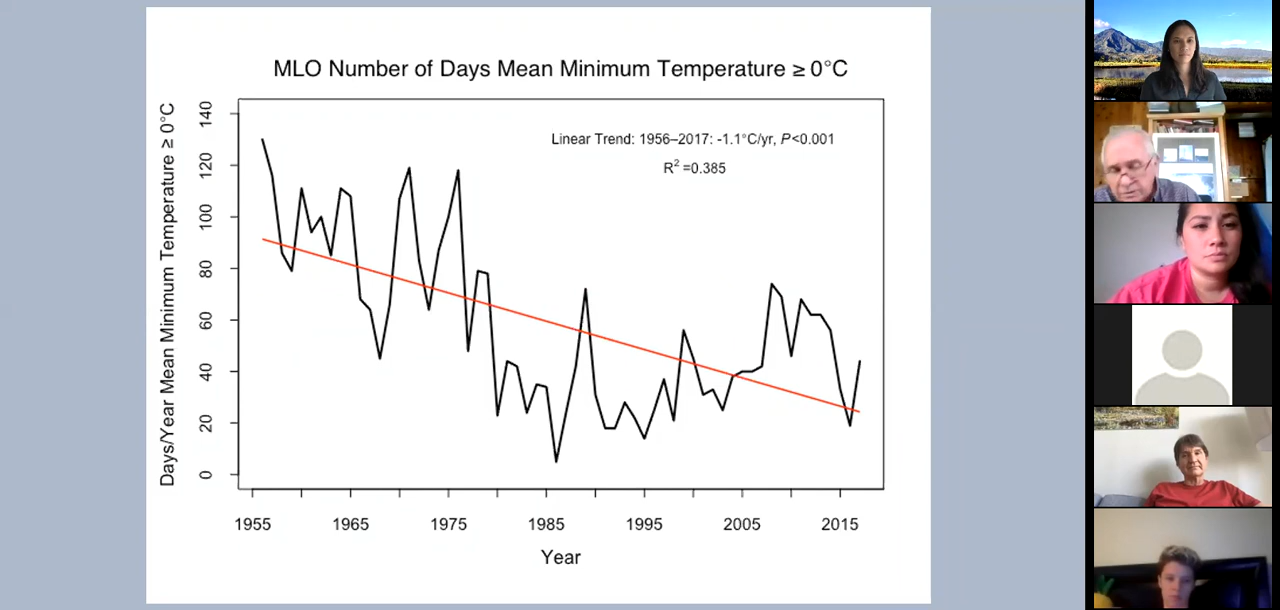 MLO Number of Days Mean Minimum Temperature ≥ 0°C
Days/Year Mean Minimum Temperature ≥ 0°C
140
120
100
80
60
40
20
0
Linear Trend: 1956–2017: -1.1°C/yr, P<0.001
R² =0.385
1955 1965 1975 1985 1995 2005 2015
Year